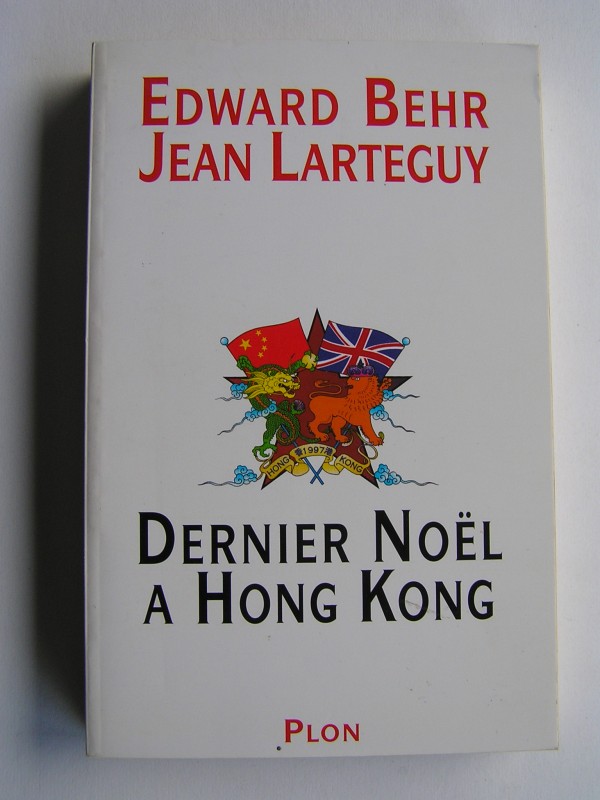 EDWARD BEHR
JEAN LARTEGUY
HONG 1997 KONG
DERNIER NOËL
A HONG KONG
PLON